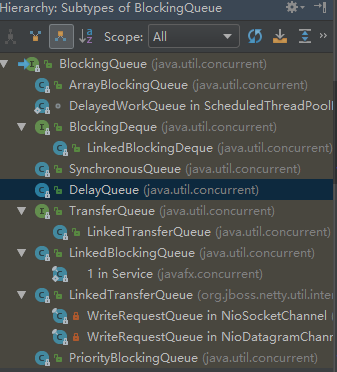 Hierarchy: Subtypes of BlockingQueue
Scope: All
BlockingQueue (java.util.concurrent)
ArrayBlockingQueue (java.util.concurrent)
DelayedWorkQueue in ScheduledThreadPoolE
BlockingDeque (java.util.concurrent)
LinkedBlockingDeque (java.util.concurrent)
SynchronousQueue (java.util.concurrent)
DelayQueue (java.util.concurrent)
TransferQueue (java.util.concurrent)
LinkedTransferQueue (java.util.concurrent)
LinkedBlockingQueue (java.util.concurrent)
1 in Service (javafx.concurrent)
LinkedTransferQueue (org.jboss.netty.util.inter
WriteRequestQueue in NioSocketChannel (
WriteRequestQueue in NioDatagramChann
PriorityBlockingQueue (java.util.concurrent)